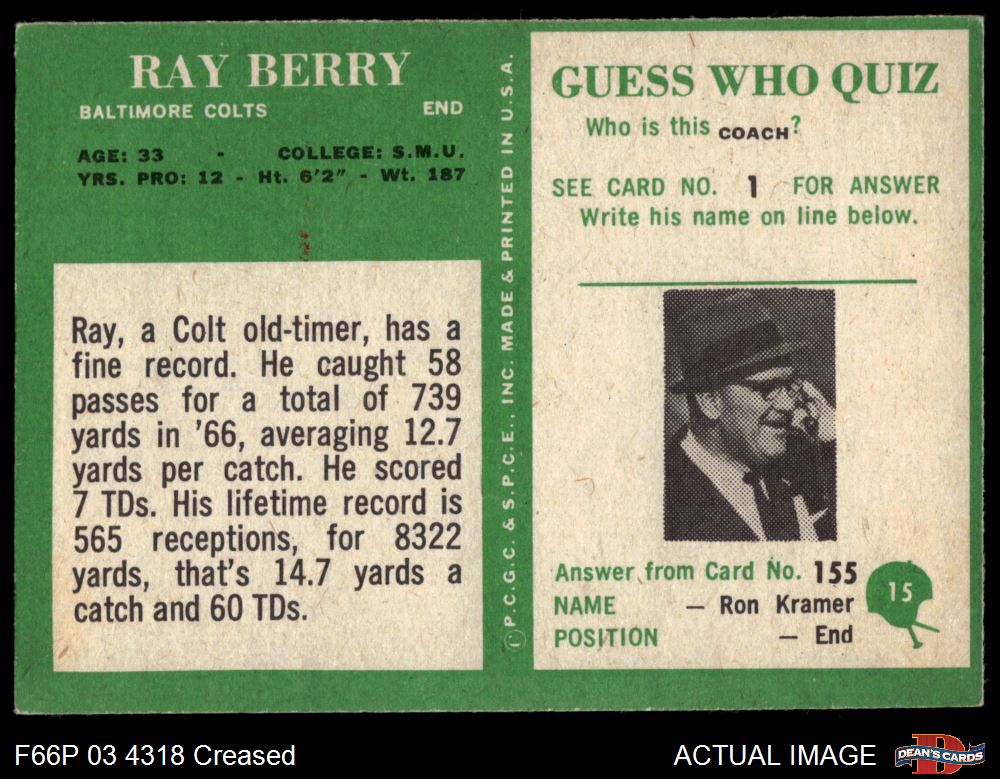 RAY BERRY
BALTIMORE COLTS END
AGE: 33 - COLLEGE: S.M.U.
YRS. PRO: 12 - Ht. 6'2" - Wt. 187
Ray, a Colt old-timer, has a
fine record. He caught 58
passes for a total of 739
yards in '66, averaging 12.7
yards per catch. He scored
7 TDs. His lifetime record is
565 receptions, for 8322
yards, that's 14.7 yards a
catch and 60 TDs.
©P.C.G.C. & S.P.C.E., INC. MADE & PRINTED IN U.S.A.
GUESS WHO QUIZ
Who is this COACH?
SEE CARD NO. 1 FOR ANSWER
Write his name on line below.
Answer from Card No. 155
NAME — Ron Kramer
POSITION — End
15
F66P 03 4318 Creased
ACTUAL IMAGE
DEAN'S CARDS